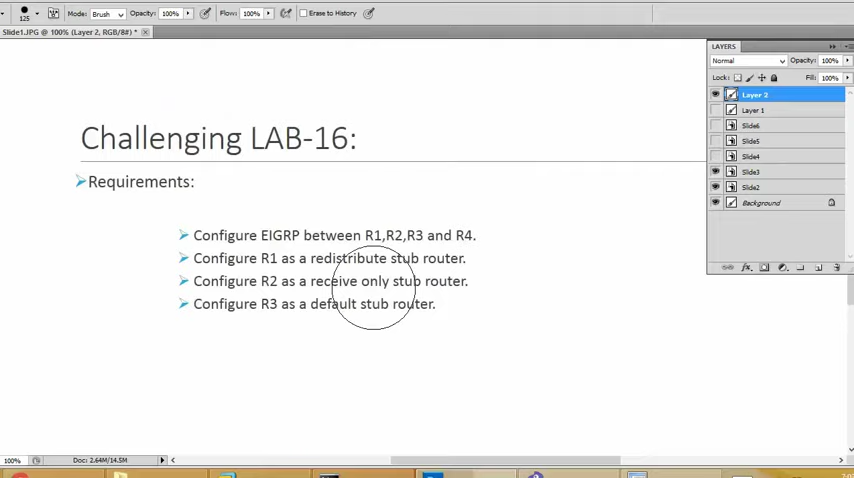 125 Mode: Brush Opacity: 100% Flow: 100% Erase to History
Slide1.JPG @ 100% (Layer 2, RGB/8#) * x
LAYERS
Normal Opacity: 100%
Lock: Fill: 100%
Layer 2
Layer 1
Slide6
Slide5
Slide4
Slide3
Slide2
Background
fx.
Challenging LAB-16:
Requirements:
Configure EIGRP between R1,R2,R3 and R4.
Configure R1 as a redistribute stub router.
Configure R2 as a receive only stub router.
Configure R3 as a default stub router.
100% Doc: 2.64M/14.5M